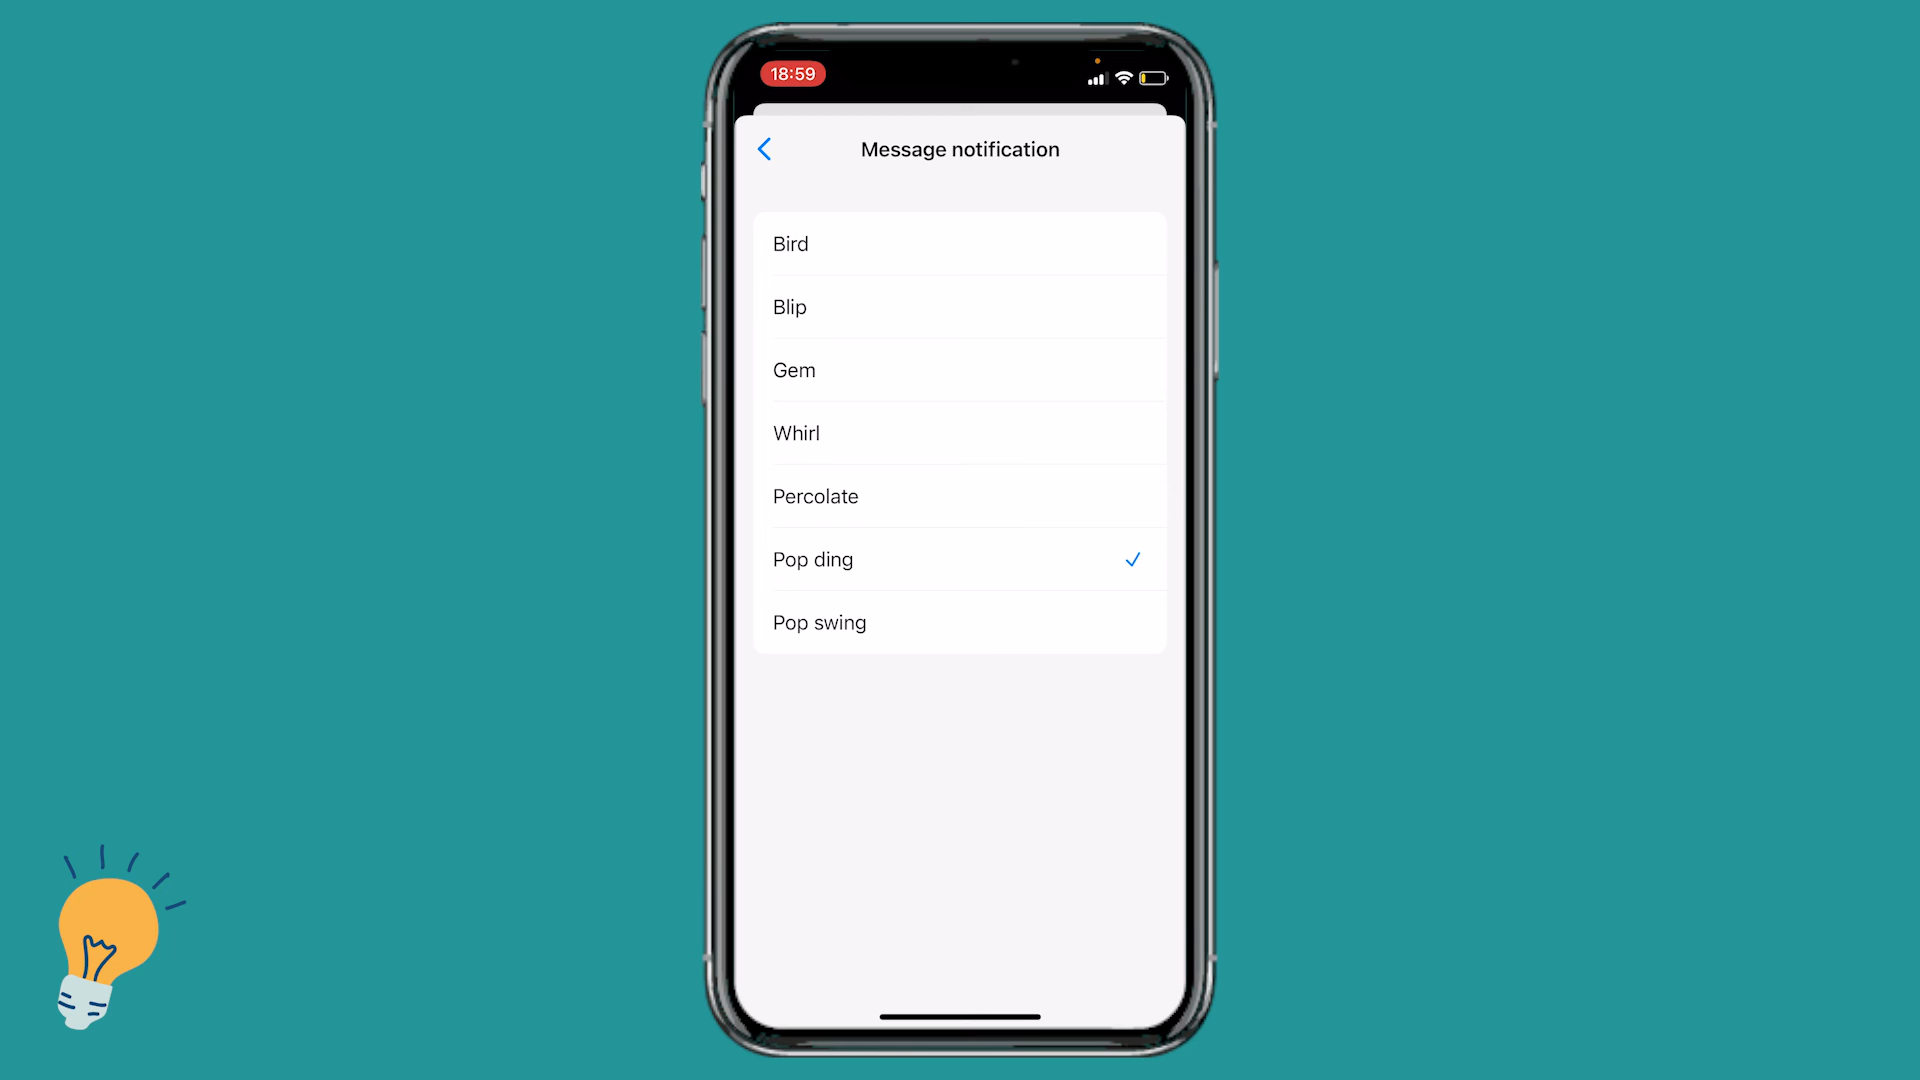 18:59
Message notification
Bird
Blip
Gem
Whirl
Percolate
Pop ding
Pop swing